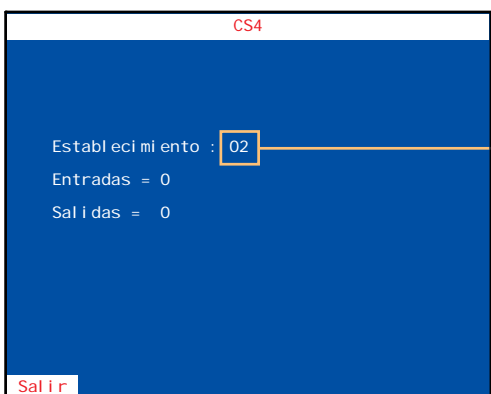 CS4
Establecimiento : 02
Entradas = 0
Salidas = 0
Salir